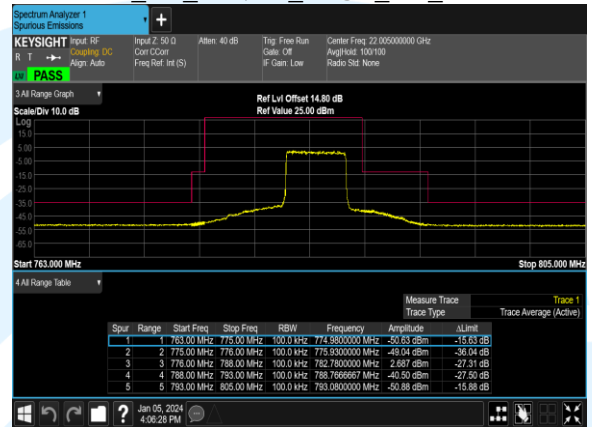 Spectrum Analyzer 1
Spurious Emissions
+
KEYSIGHT Input: RF Input Z: 50 Ω Atten: 40 dB Trig: Free Run Center Freq: 22.005000000 GHz
R T Coupling: DC Corr CCorr Gate: Off Avg|Hold: 100/100
Align: Auto Freq Ref: Int (S) IF Gain: Low Radio Std: None
LV PASS
3 All Range Graph
Ref Lvl Offset 14.80 dB
Scale/Div 10.0 dB Ref Value 25.00 dBm
Log
15.0
5.00
-5.00
-15.0
-25.0
-35.0
-45.0
-55.0
-65.0
Start 763.000 MHz Stop 805.000 MHz
4 All Range Table
Measure Trace Trace 1
Trace Type Trace Average (Active)
Spur Range Start Freq Stop Freq RBW Frequency Amplitude ΔLimit
1 1 763.00 MHz 775.00 MHz 100.0 kHz 774.9800000 MHz -50.63 dBm -15.63 dB
2 2 775.00 MHz 776.00 MHz 100.0 kHz 775.9300000 MHz -49.04 dBm -36.04 dB
3 3 776.00 MHz 788.00 MHz 100.0 kHz 782.7800000 MHz 2.687 dBm -27.31 dB
4 4 788.00 MHz 793.00 MHz 100.0 kHz 788.7666667 MHz -40.50 dBm -27.50 dB
5 5 793.00 MHz 805.00 MHz 100.0 kHz 793.0800000 MHz -50.88 dBm -15.88 dB
? Jan 05, 2024
4:06:28 PM